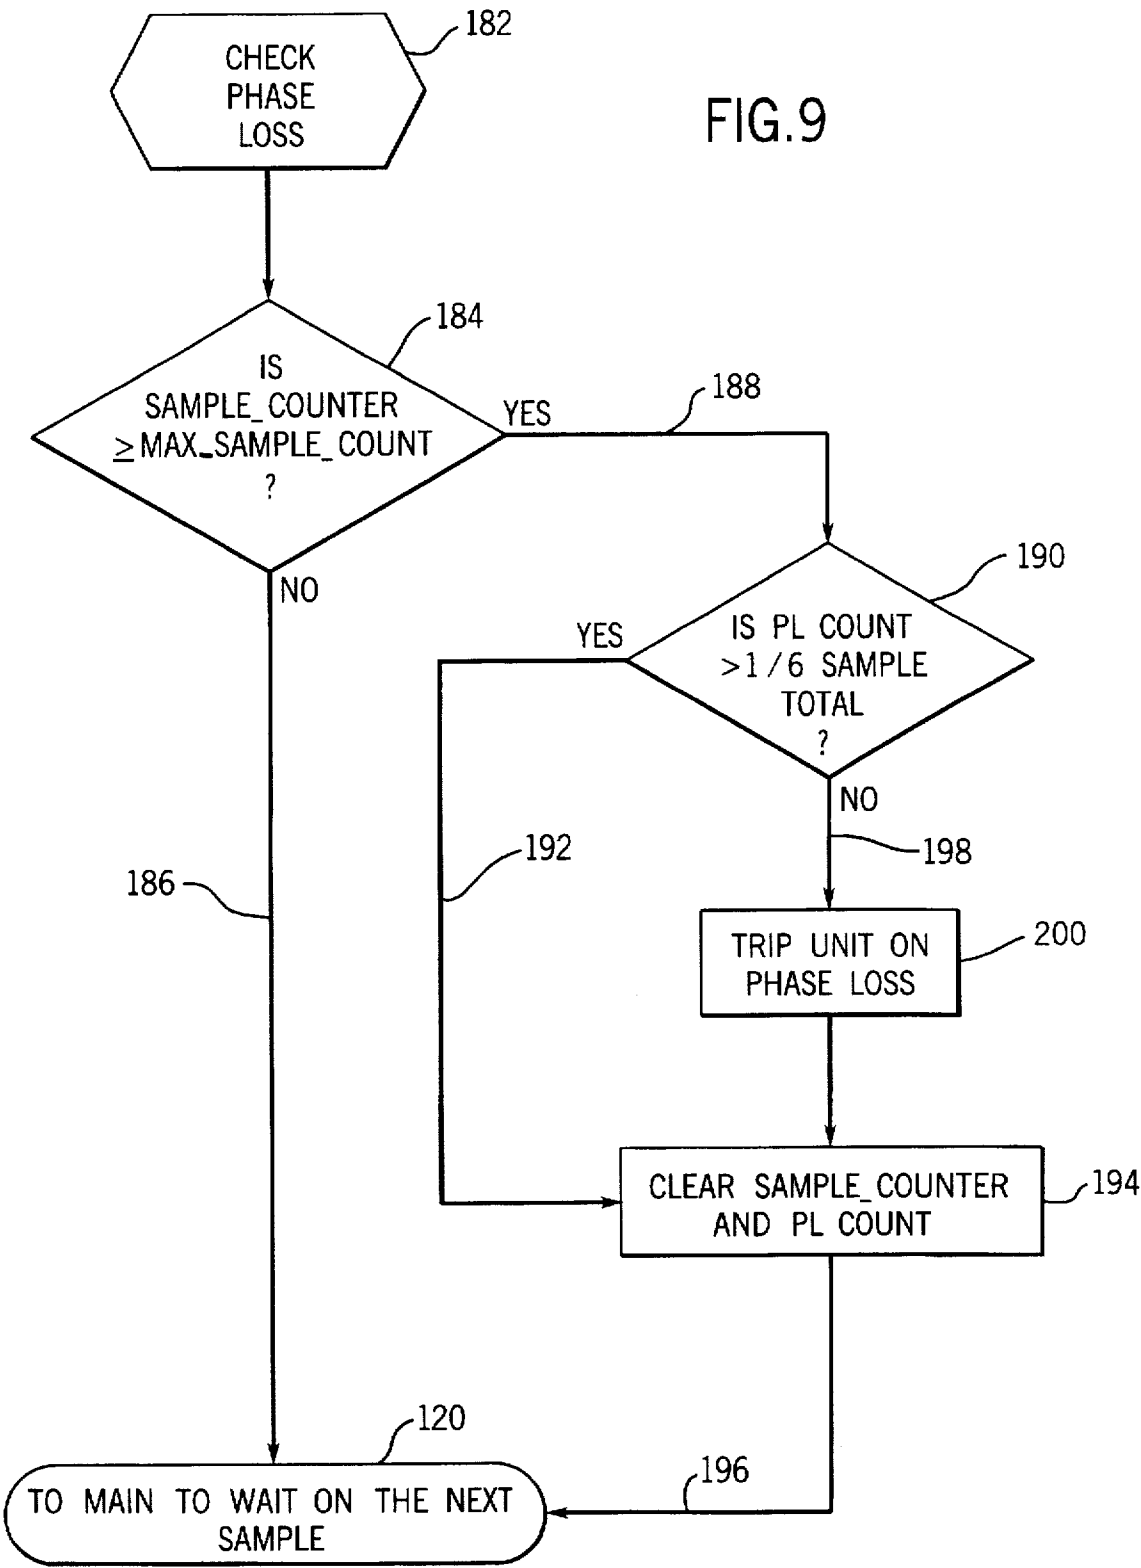 182
CHECK
PHASE
LOSS
FIG.9
184
IS
SAMPLE_COUNTER
≥MAX_SAMPLE_COUNT
?
YES
188
NO
190
IS PL COUNT
>1/6 SAMPLE
TOTAL
?
YES
NO
192
198
186
TRIP UNIT ON
PHASE LOSS
200
CLEAR SAMPLE_COUNTER
AND PL COUNT
194
120
TO MAIN TO WAIT ON THE NEXT
SAMPLE
196